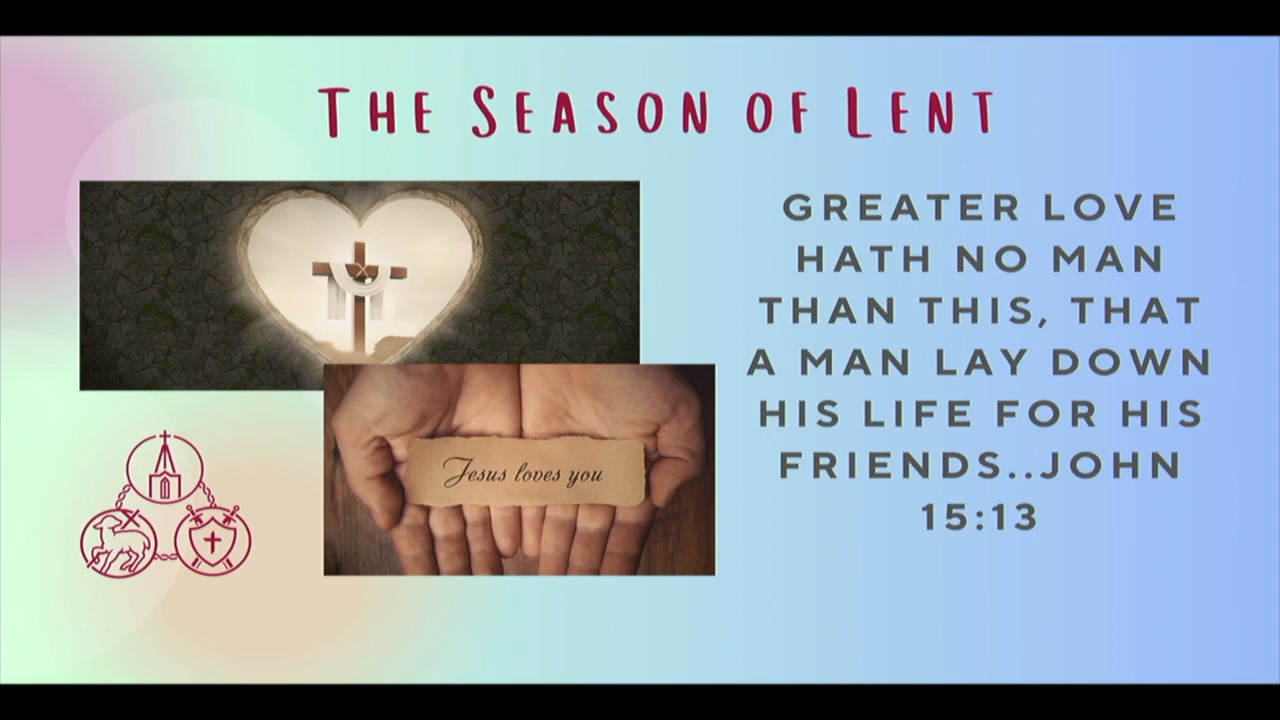 THE SEASON OF LENT
GREATER LOVE
HATH NO MAN
THAN THIS, THAT
A MAN LAY DOWN
HIS LIFE FOR HIS
FRIENDS..JOHN
15:13
Jesus loves you